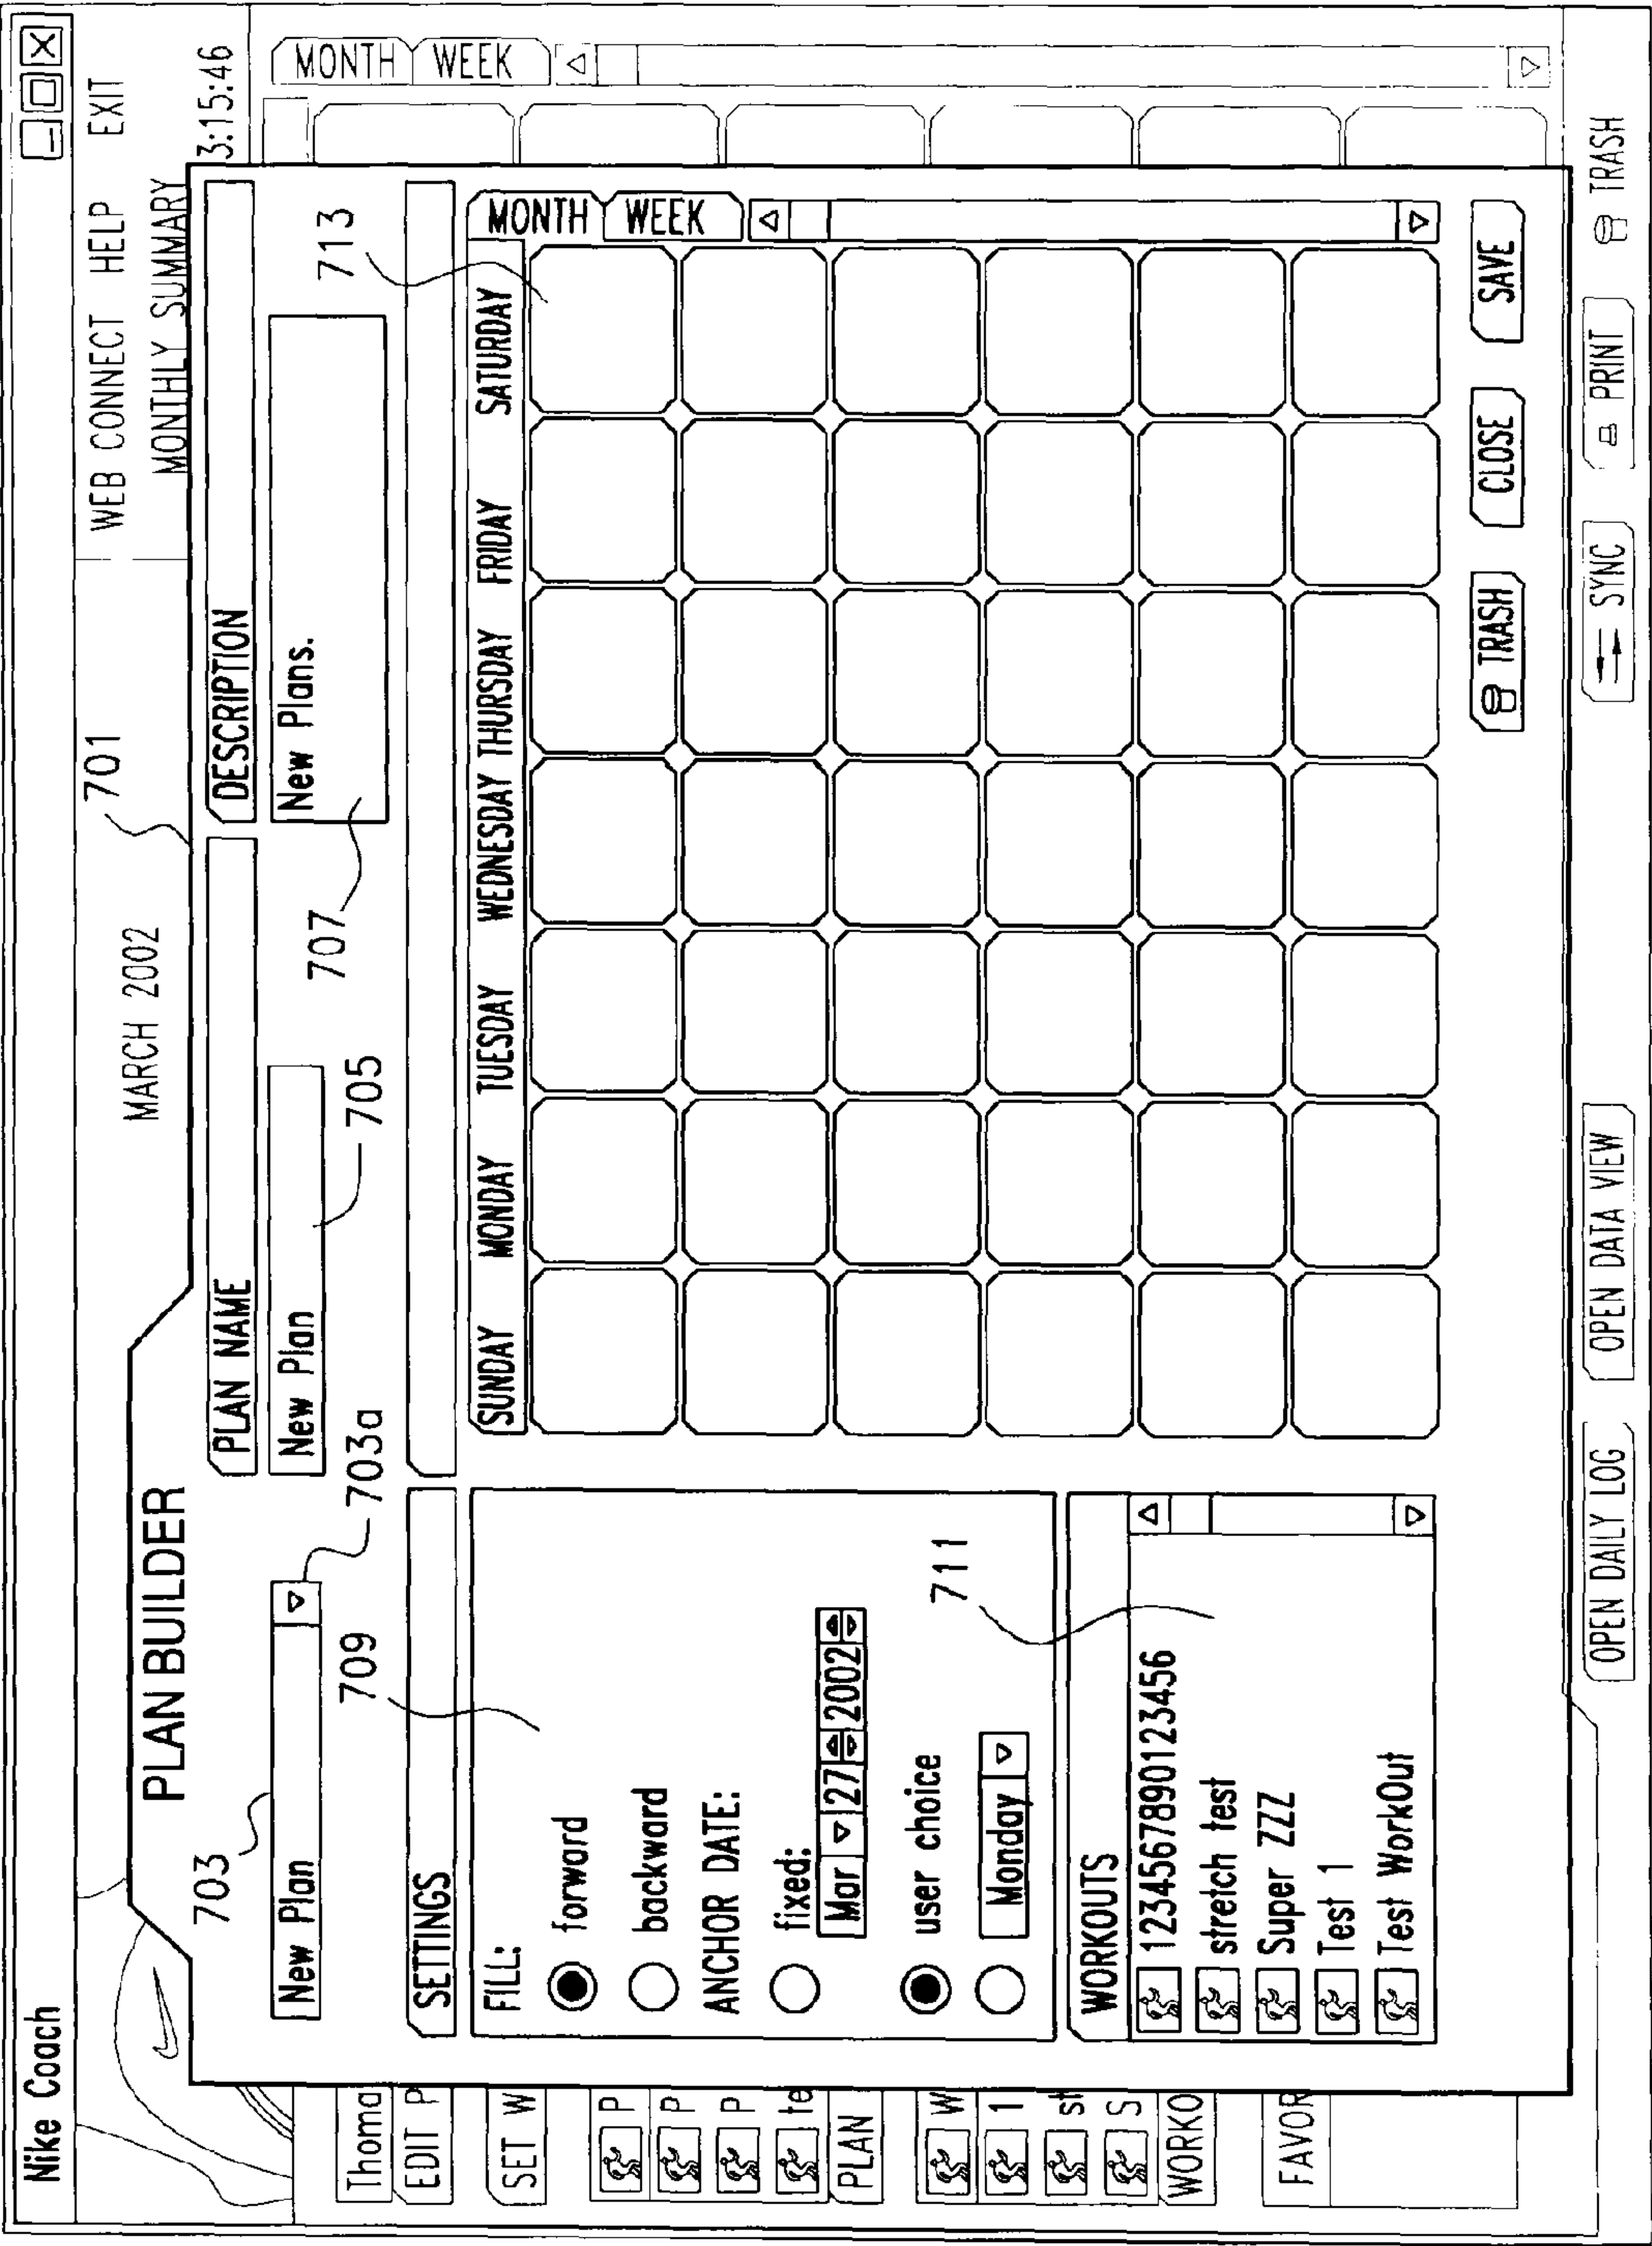 Nike Coach
WEB CONNECT HELP EXIT
MARCH 2002
MONTHLY SUMMARY
3:15:46
701
PLAN BUILDER
703
New Plan
703a
PLAN NAME
New Plan
705
DESCRIPTION
New Plans.
707
713
SETTINGS
709
FILL:
forward
backward
ANCHOR DATE:
fixed:
Mar 27 2002
user choice
Monday
711
WORKOUTS
12345678901234567890123456
stretch test
Super ZZZ
Test 1
Test WorkOut
SUNDAY MONDAY TUESDAY WEDNESDAY THURSDAY FRIDAY SATURDAY
MONTH
WEEK
TRASH CLOSE SAVE
MONTH
WEEK
Thoma
EDIT P
SET W
P
P
P
te
PLAN
W
1
st
S
WORKO
FAVOR
OPEN DAILY LOG OPEN DATA VIEW SYNC PRINT TRASH